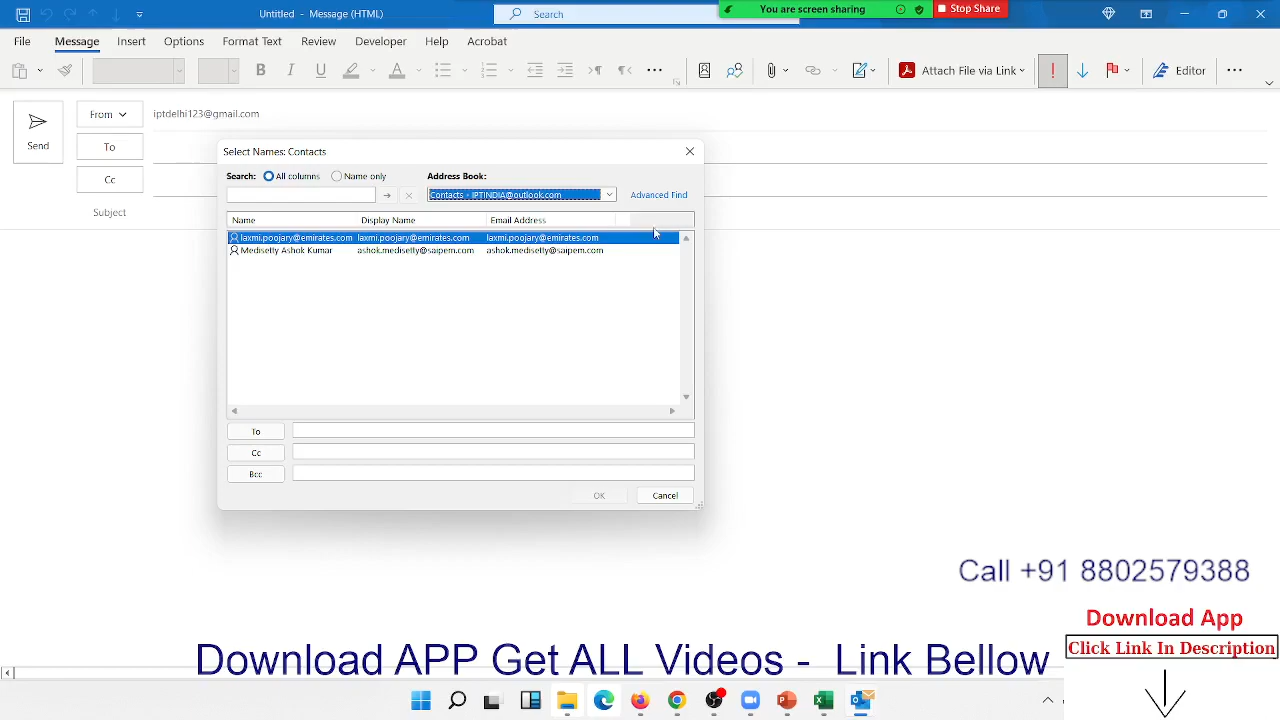 Untitled - Message (HTML)
Search
You are screen sharing
Stop Share
File
Message
Insert
Options
Format Text
Review
Developer
Help
Acrobat
B
I
U
A
Attach File via Link
Editor
Send
From
iptdelhi123@gmail.com
To
Cc
Subject
Select Names: Contacts
Search:
All columns
Name only
Address Book:
Contacts - IPTINDIA@outlook.com
Advanced Find
Name
Display Name
Email Address
laxmi.poojary@emirates.com laxmi.poojary@emirates.com laxmi.poojary@emirates.com
Medisetty Ashok Kumar ashok.medisetty@saipem.com ashok.medisetty@saipem.com
To
Cc
Bcc
OK
Cancel
Call +91 8802579388
Download App
Click Link In Description
Download APP Get ALL Videos - Link Bellow